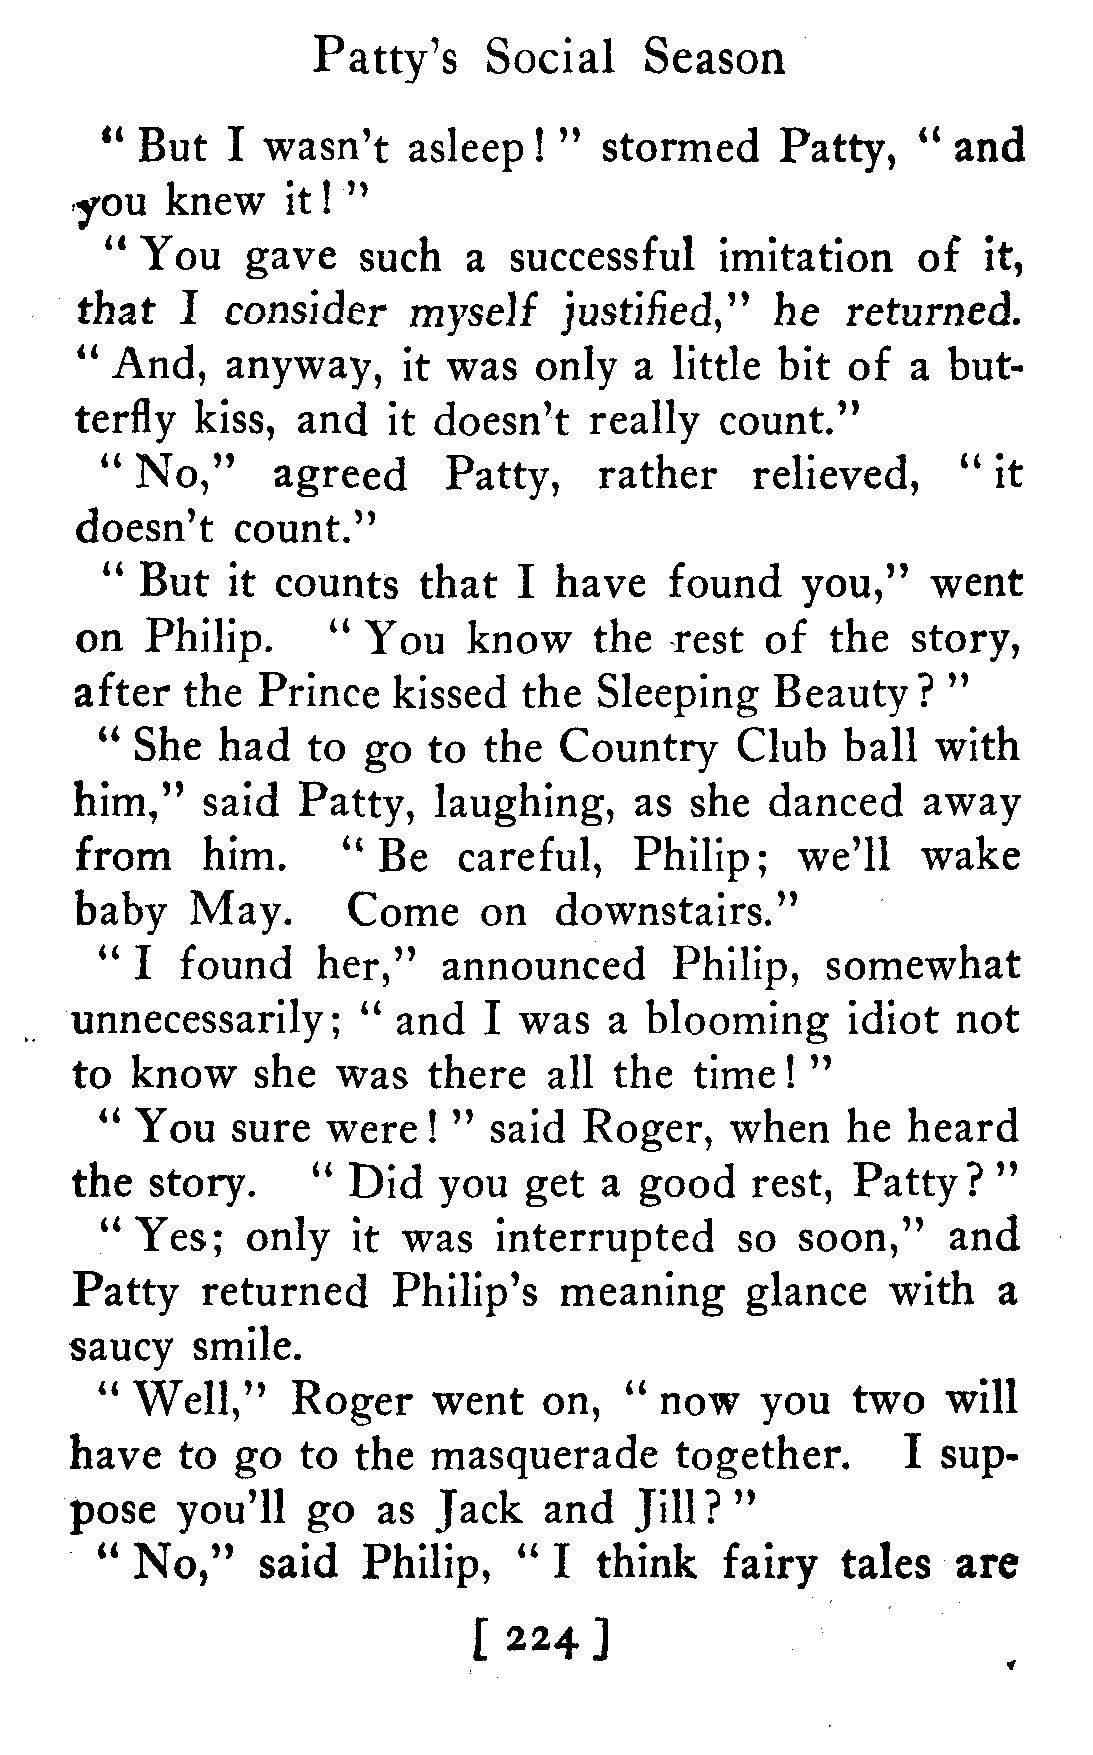 Patty's Social Season
" But I wasn't asleep! " stormed Patty, " and
you knew it! "
" You gave such a successful imitation of it,
that I consider myself justified," he returned.
" And, anyway, it was only a little bit of a but-
terfly kiss, and it doesn't really count."
" No," agreed Patty, rather relieved, " it
doesn't count."
" But it counts that I have found you," went
on Philip. " You know the rest of the story,
after the Prince kissed the Sleeping Beauty? "
" She had to go to the Country Club ball with
him," said Patty, laughing, as she danced away
from him. " Be careful, Philip; we'll wake
baby May. Come on downstairs."
" I found her," announced Philip, somewhat
unnecessarily; " and I was a blooming idiot not
to know she was there all the time! "
" You sure were! " said Roger, when he heard
the story. " Did you get a good rest, Patty? "
" Yes; only it was interrupted so soon," and
Patty returned Philip's meaning glance with a
saucy smile.
" Well," Roger went on, " now you two will
have to go to the masquerade together. I sup-
pose you'll go as Jack and Jill? "
" No," said Philip, " I think fairy tales are
[ 224 ]